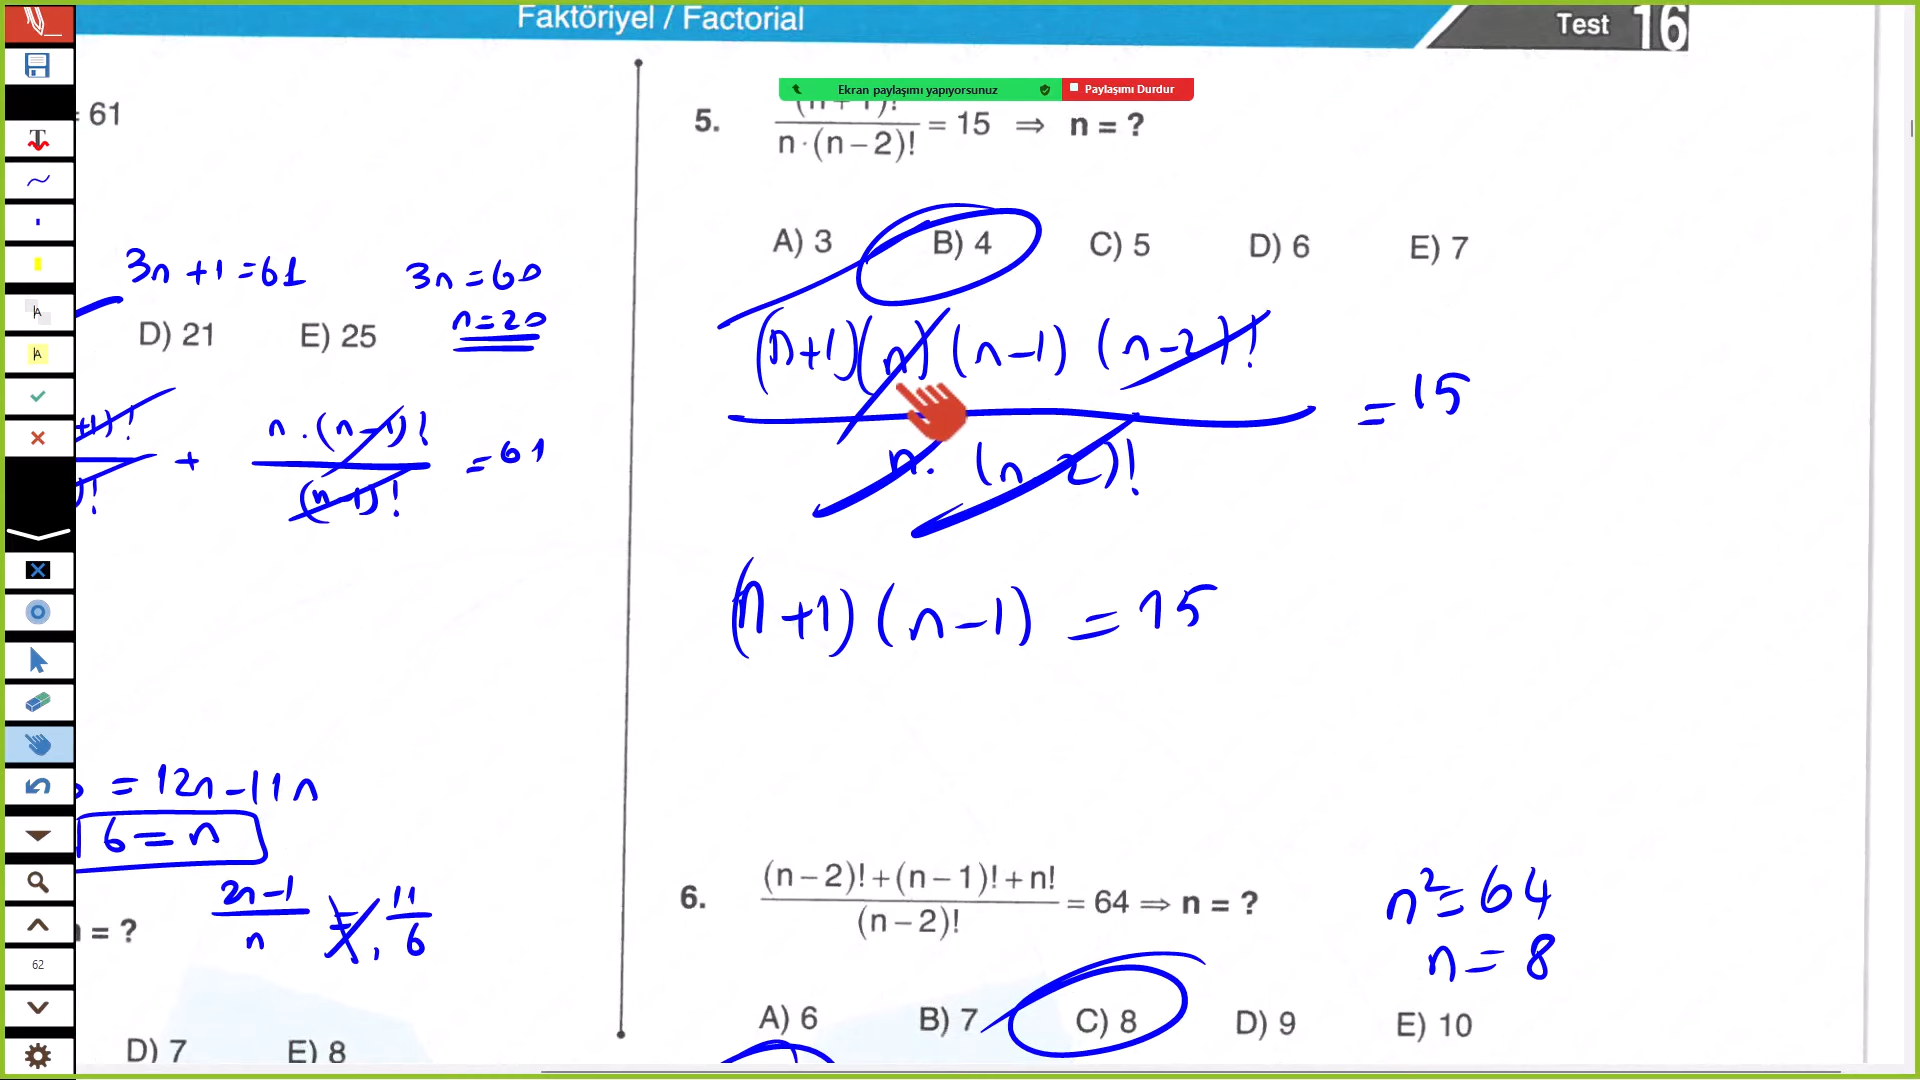 Faktöriyel / Factorial
Test 16
Ekran paylaşımı yapıyorsunuz
Paylaşımı Durdur
= 61
3n + 1 = 61
3n = 60
n = 20
D) 21 E) 25
+ n . (n-1)! / (n-1)! = 61
= 12n - 11n
6 = n
2n-1 / n = 11 / 6
= ?
D) 7 E) 8
5. (n+1)! / n·(n-2)! = 15 ⇒ n = ?
A) 3 B) 4 C) 5 D) 6 E) 7
(n+1)(n)(n-1)(n-2)! / n. (n-2)! = 15
(n+1)(n-1) = 15
6. (n-2)!+(n-1)!+n! / (n-2)! = 64 ⇒ n = ?
n² = 64
n = 8
A) 6 B) 7 C) 8 D) 9 E) 10
62